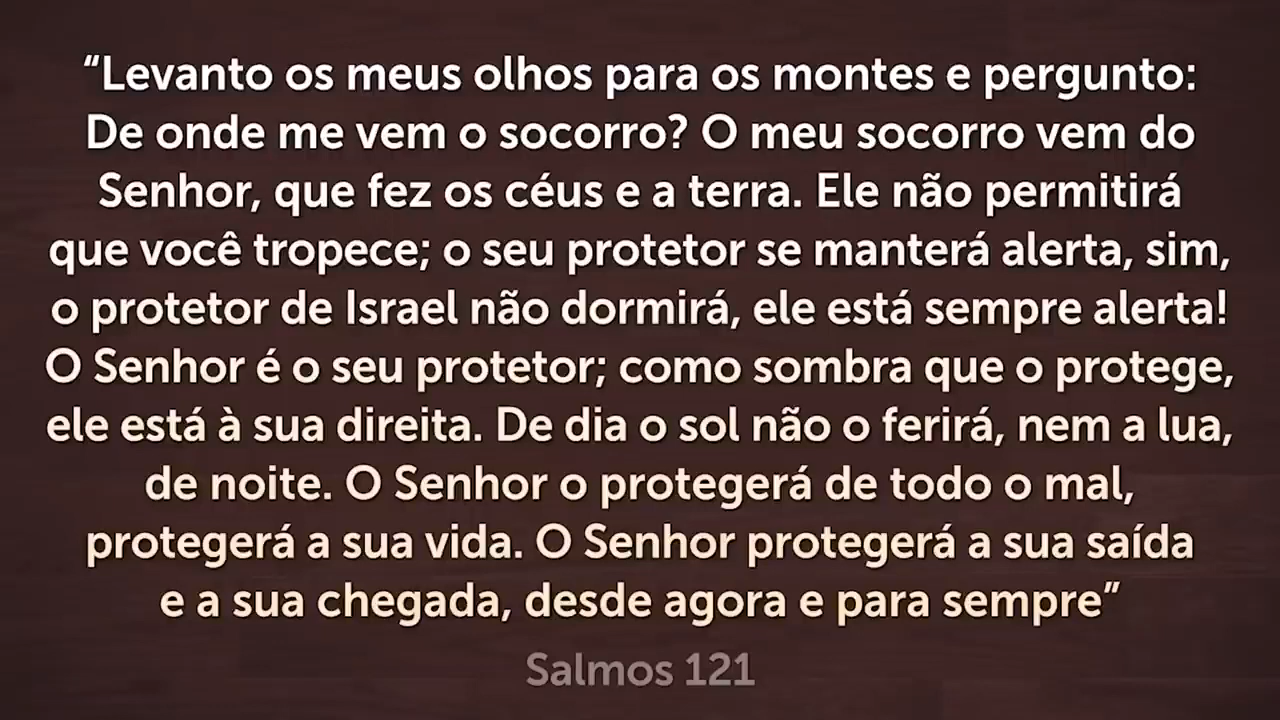 “Levanto os meus olhos para os montes e pergunto:
De onde me vem o socorro? O meu socorro vem do
Senhor, que fez os céus e a terra. Ele não permitirá
que você tropece; o seu protetor se manterá alerta, sim,
o protetor de Israel não dormirá, ele está sempre alerta!
O Senhor é o seu protetor; como sombra que o protege,
ele está à sua direita. De dia o sol não o ferirá, nem a lua,
de noite. O Senhor o protegerá de todo o mal,
protegerá a sua vida. O Senhor protegerá a sua saída
e a sua chegada, desde agora e para sempre”
Salmos 121